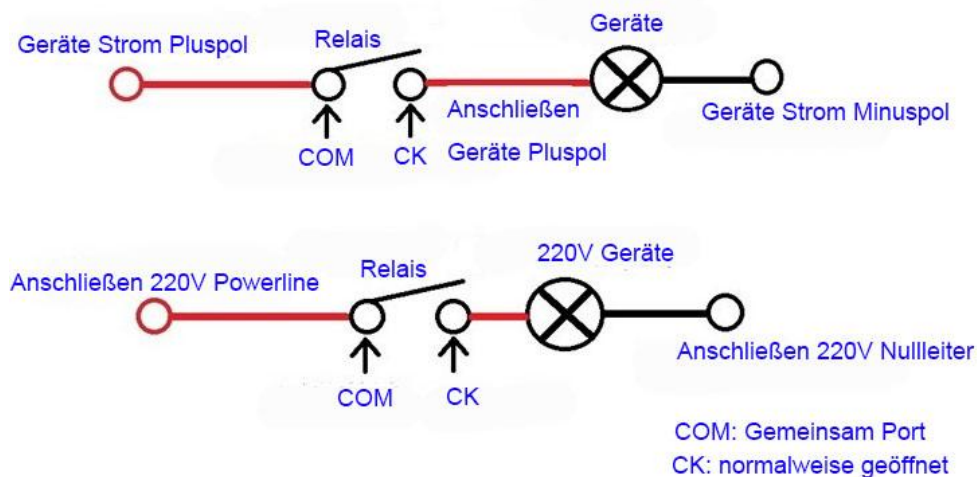 Geräte
Geräte Strom Pluspol
Relais
Anschließen
Geräte Pluspol
Geräte Strom Minuspol
COM
CK
220V Geräte
Relais
Anschließen 220V Powerline
Anschließen 220V Nullleiter
COM
CK
COM: Gemeinsam Port
CK: normalweise geöffnet